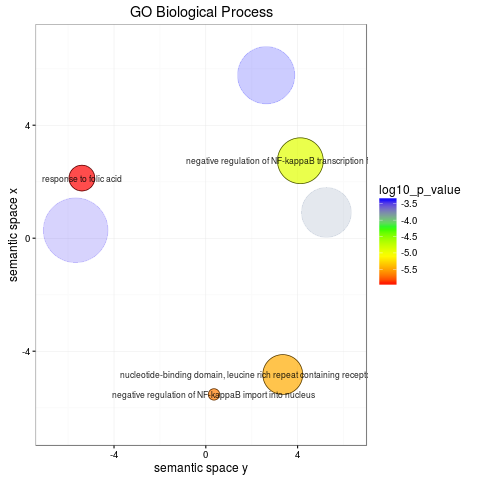 GO Biological Process
4
0
-4
semantic space x
negative regulation of NF-kappaB transcription f
response to folic acid
nucleotide-binding domain, leucine rich repeat containing recepto
negative regulation of NF-kappaB import into nucleus
-4
0
4
semantic space y
log10_p_value
-3.5
-4.0
-4.5
-5.0
-5.5